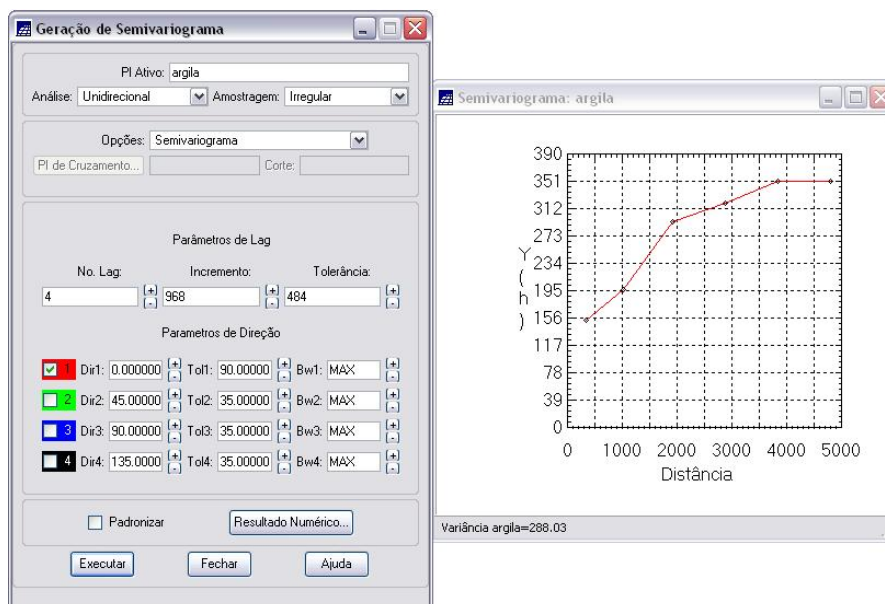 Geração de Semivariograma
PI Ativo: argila
Análise: Unidirecional Amostragem: Irregular
Opções: Semivariograma
PI de Cruzamento... Corte:
Parâmetros de Lag
No. Lag: Incremento: Tolerância:
4 968 484
Parametros de Direção
1 Dir1: 0.000000 Tol1: 90.00000 Bw1: MAX
2 Dir2: 45.00000 Tol2: 35.00000 Bw2: MAX
3 Dir3: 90.00000 Tol3: 35.00000 Bw3: MAX
4 Dir4: 135.0000 Tol4: 35.00000 Bw4: MAX
Padronizar Resultado Numérico...
Executar Fechar Ajuda
Semivariograma: argila
390
351
312
273
234
195
156
117
78
39
0
Y(h)
0 1000 2000 3000 4000 5000
Distância
Variância argila=288.03